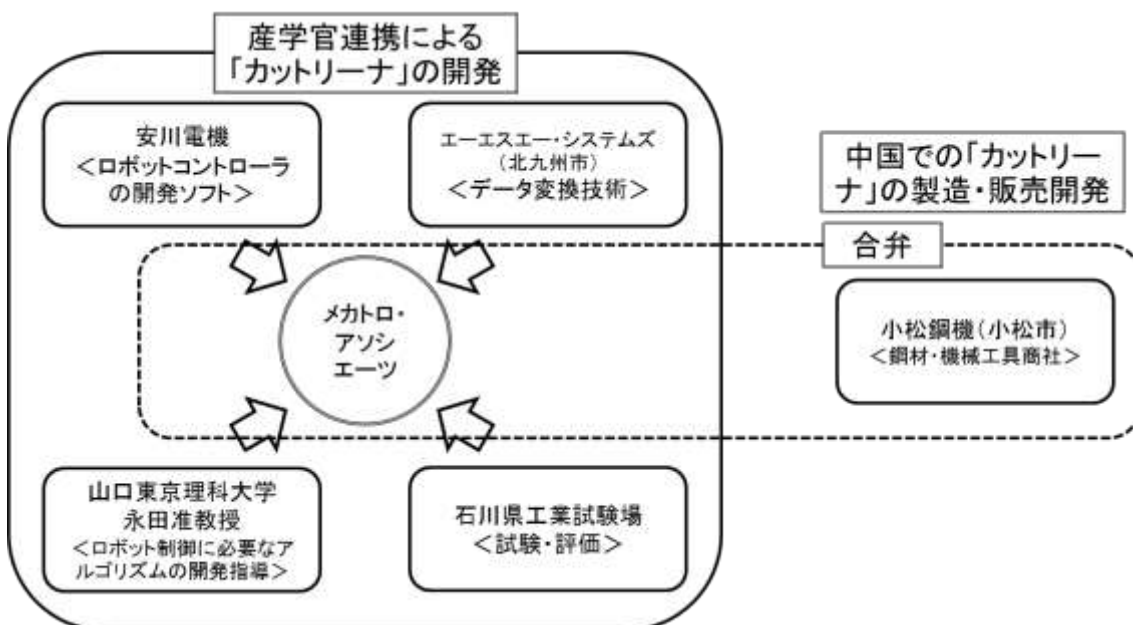 産学官連携による
「カットリーナ」の開発
安川電機
＜ロボットコントローラ
の開発ソフト＞
エーエスエー・システムズ
（北九州市）
＜データ変換技術＞
中国での「カットリー
ナ」の製造・販売開発
合弁
メカトロ・
アソシ
エーツ
小松鋼機（小松市）
＜鋼材・機械工具商社＞
山口東京理科大学
永田准教授
＜ロボット制御に必要なア
ルゴリズムの開発指導＞
石川県工業試験場
＜試験・評価＞